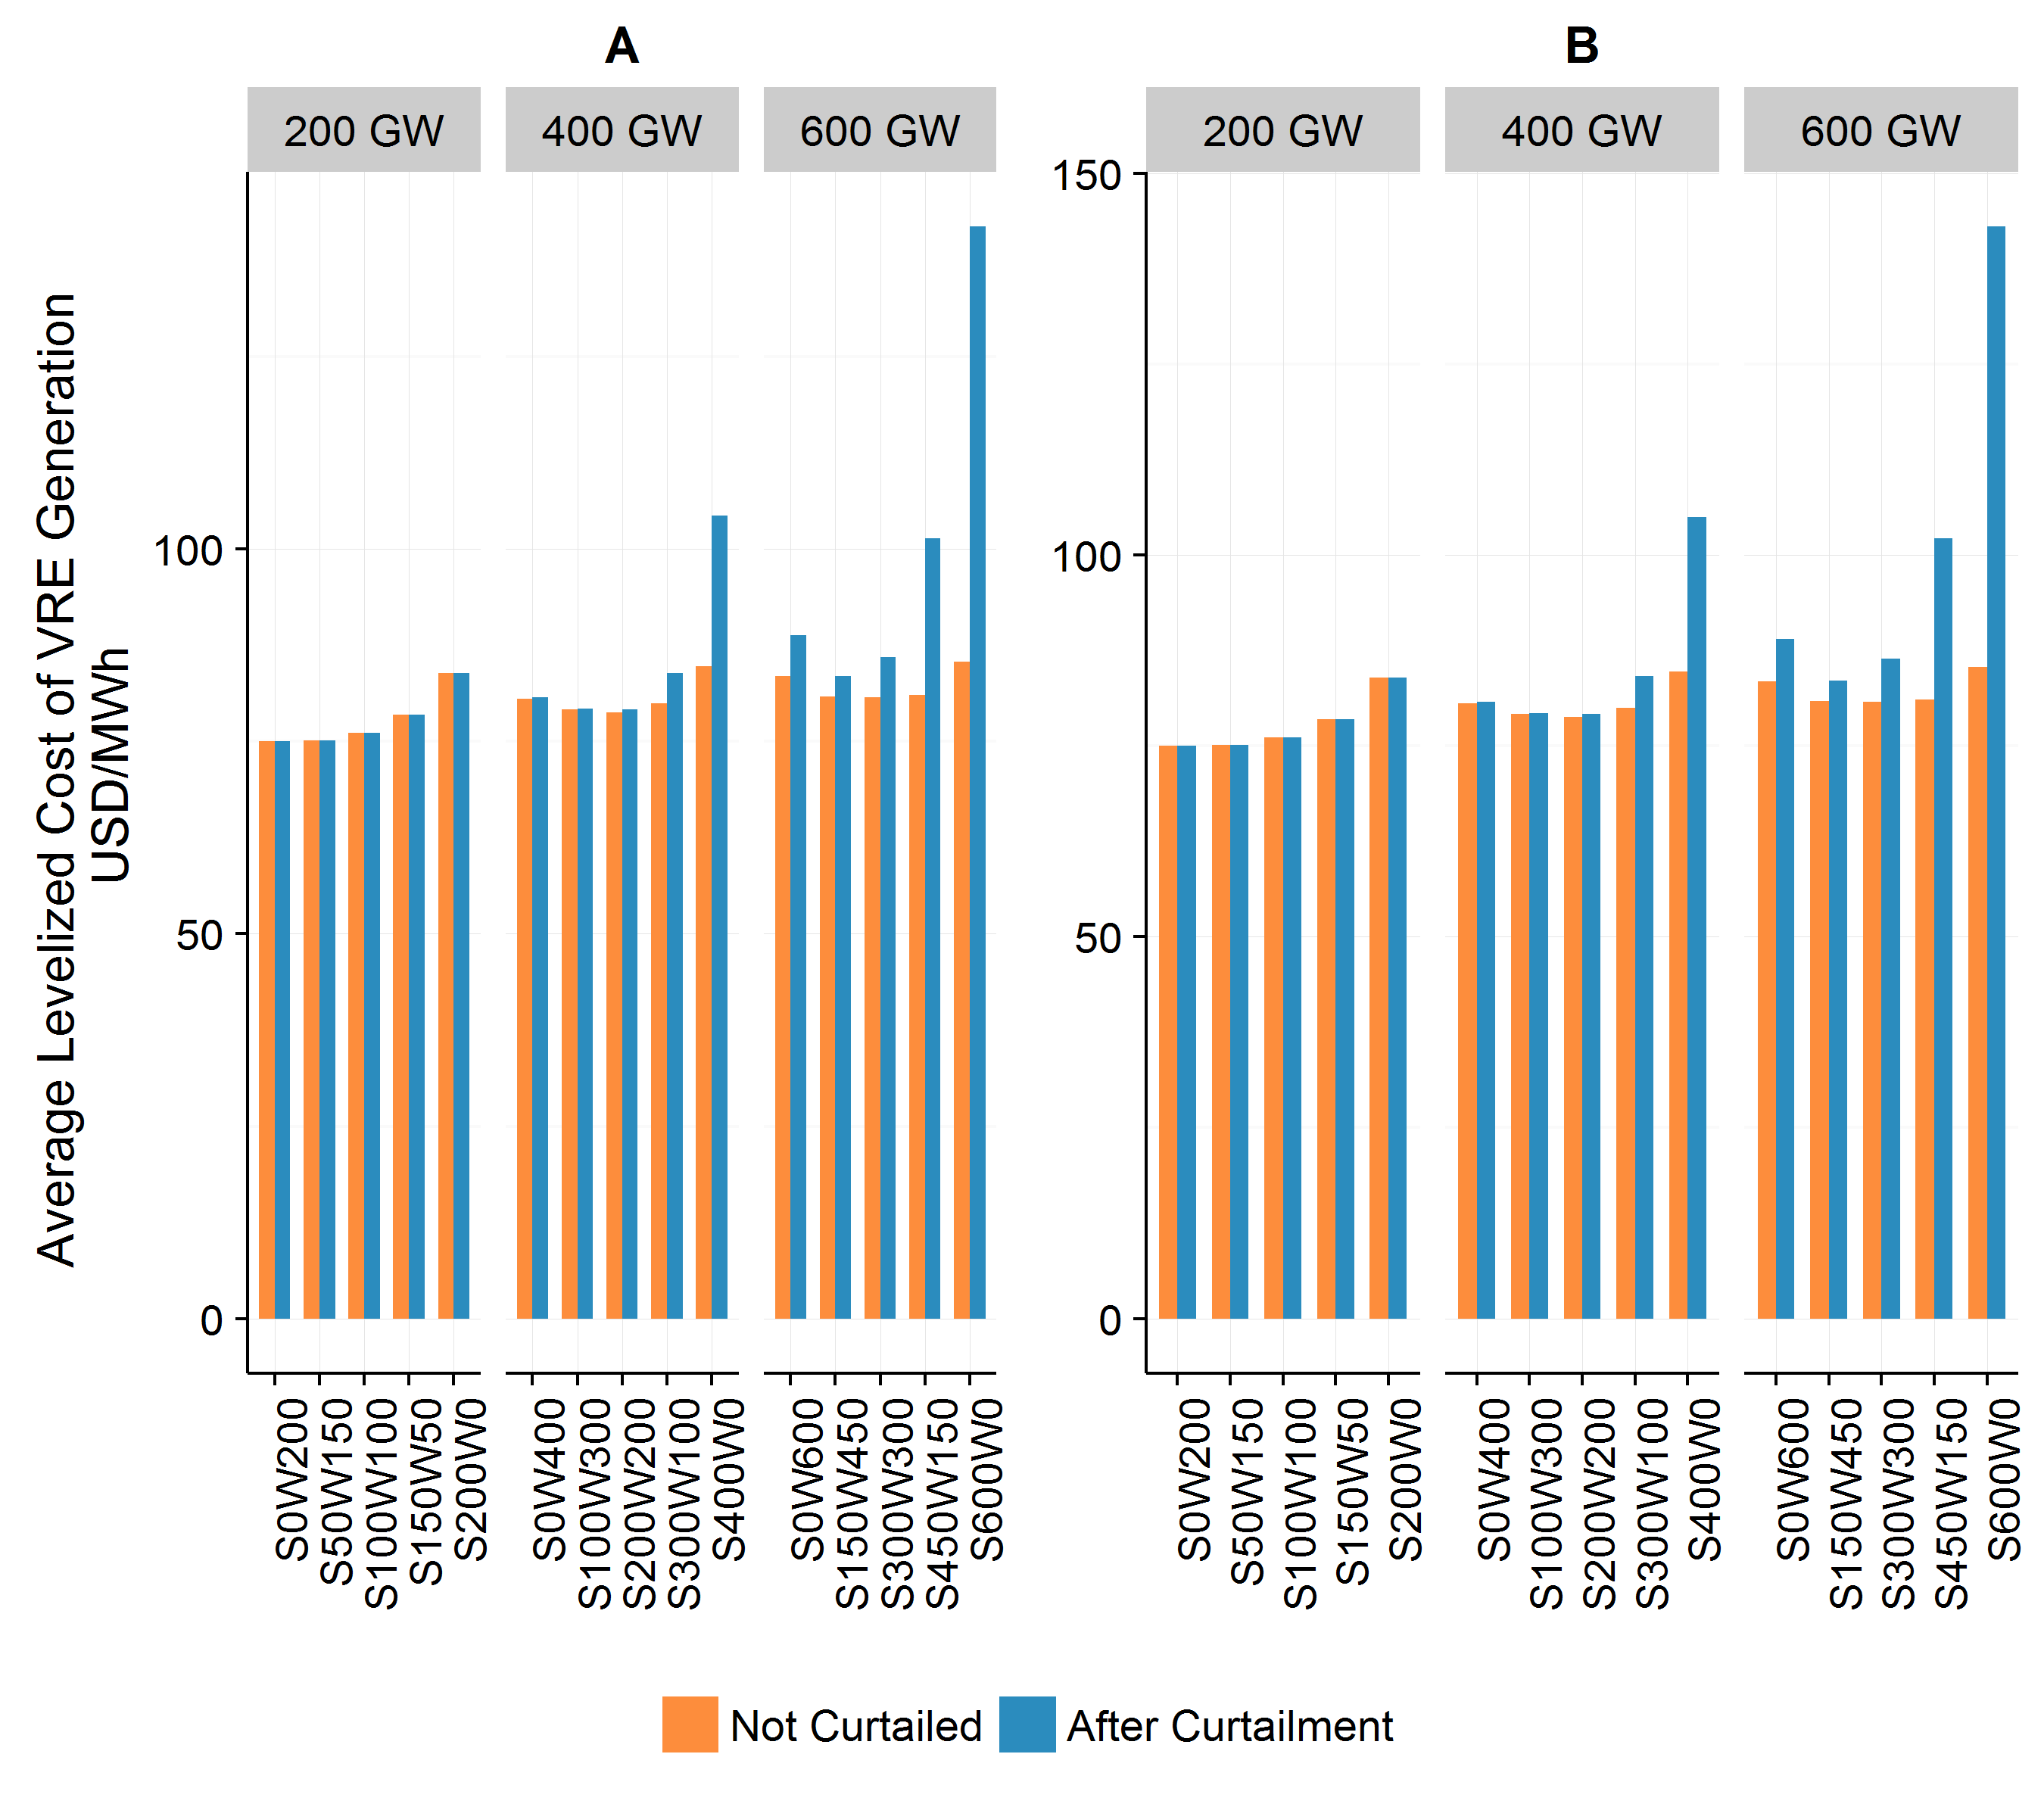 A
B
200 GW
400 GW
600 GW
200 GW
400 GW
600 GW
Average Levelized Cost of VRE Generation
USD/MWh
100
50
0
150
100
50
0
S0W200
S50W150
S100W100
S150W50
S200W0
S0W400
S100W300
S200W200
S300W100
S400W0
S0W600
S150W450
S300W300
S450W150
S600W0
S0W200
S50W150
S100W100
S150W50
S200W0
S0W400
S100W300
S200W200
S300W100
S400W0
S0W600
S150W450
S300W300
S450W150
S600W0
Not Curtailed
After Curtailment